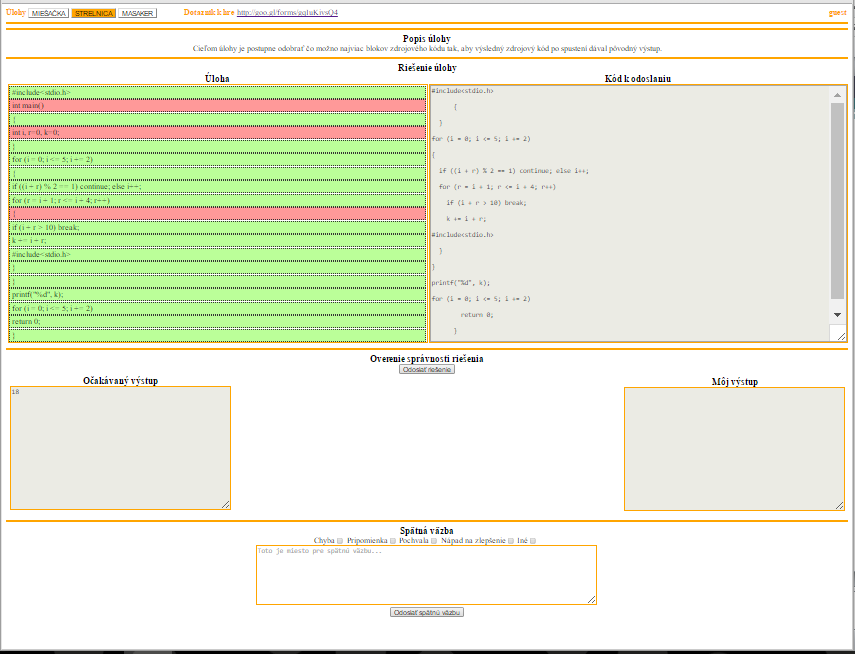 Úlohy MIEŠAČKA STRELNICA MASAKER Dotazník k hre http://goo.gl/forms/gq1uKivsQ4 guest
Popis úlohy
Cieľom úlohy je postupne odobrať čo možno najviac blokov zdrojového kódu tak, aby výsledný zdrojový kód po spustení dával pôvodný výstup.
Riešenie úlohy
Úloha
#include<stdio.h>
int main()
{
int i, r=0, k=0;
}
for (i = 0; i <= 5; i += 2)
{
if ((i + r) % 2 == 1) continue; else i++;
for (r = i + 1; r <= i + 4; r++)
{
if (i + r > 10) break;
k += i + r;
#include<stdio.h>
}
}
printf("%d", k);
for (i = 0; i <= 5; i += 2)
return 0;
}
Kód k odoslaniu
#include<stdio.h>
{
}
for (i = 0; i <= 5; i += 2)
{
if ((i + r) % 2 == 1) continue; else i++;
for (r = i + 1; r <= i + 4; r++)
if (i + r > 10) break;
k += i + r;
#include<stdio.h>
}
}
printf("%d", k);
for (i = 0; i <= 5; i += 2)
return 0;
}
Overenie správnosti riešenia
Odoslať riešenie
Očakávaný výstup
18
Môj výstup
Spätná väzba
Chyba Pripomienka Pochvala Nápad na zlepšenie Iné
Toto je miesto pre spätnú väzbu...
Odoslať spätnú väzbu